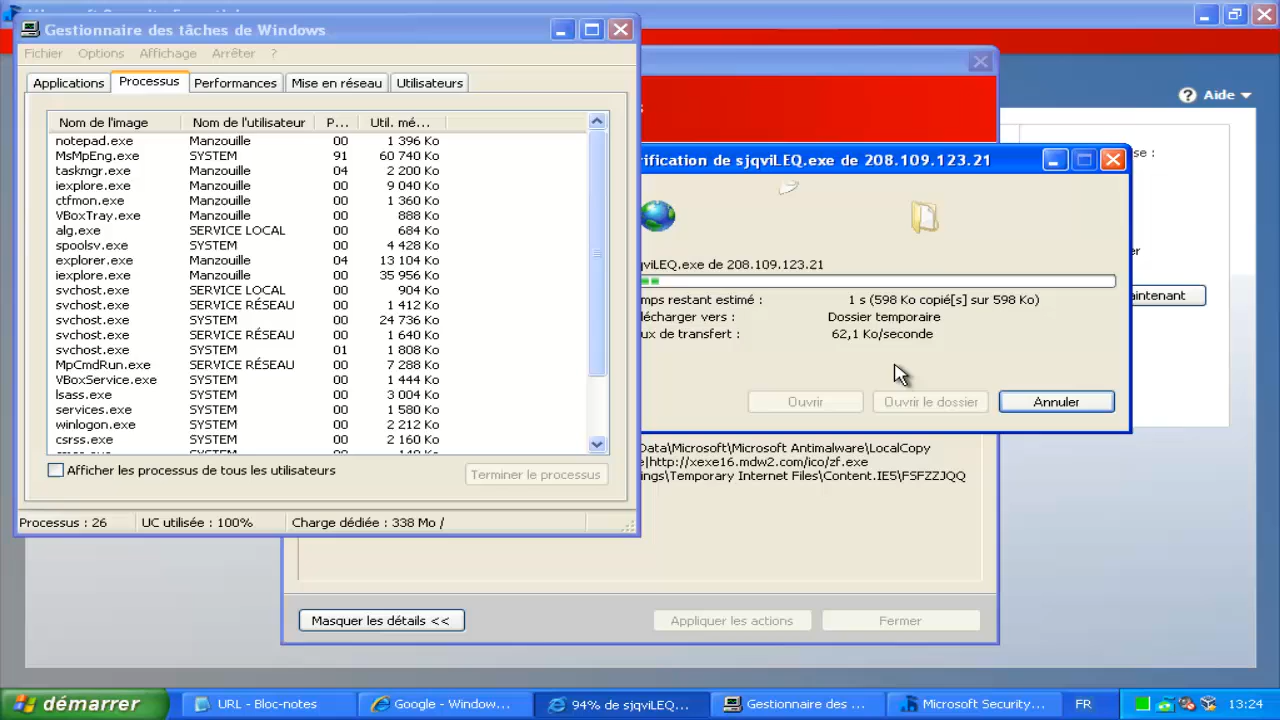 Gestionnaire des tâches de Windows
Fichier Options Affichage Arrêter ?
Applications Processus Performances Mise en réseau Utilisateurs
Nom de l'image Nom de l'utilisateur P... Util. mé...
notepad.exe Manzouille 00 1 396 Ko
MsMpEng.exe SYSTEM 91 60 740 Ko
taskmgr.exe Manzouille 04 2 200 Ko
iexplore.exe Manzouille 00 9 040 Ko
ctfmon.exe Manzouille 00 1 360 Ko
VBoxTray.exe Manzouille 00 888 Ko
alg.exe SERVICE LOCAL 00 684 Ko
spoolsv.exe SYSTEM 00 4 428 Ko
explorer.exe Manzouille 04 13 104 Ko
iexplore.exe Manzouille 00 35 956 Ko
svchost.exe SERVICE LOCAL 00 904 Ko
svchost.exe SERVICE RÉSEAU 00 1 412 Ko
svchost.exe SYSTEM 00 24 736 Ko
svchost.exe SERVICE RÉSEAU 00 1 640 Ko
svchost.exe SYSTEM 01 1 808 Ko
MpCmdRun.exe SERVICE RÉSEAU 00 7 288 Ko
VBoxService.exe SYSTEM 00 1 444 Ko
lsass.exe SYSTEM 00 3 004 Ko
services.exe SYSTEM 00 1 580 Ko
winlogon.exe SYSTEM 00 2 212 Ko
csrss.exe SYSTEM 00 2 160 Ko
Afficher les processus de tous les utilisateurs
Terminer le processus
Processus : 26 UC utilisée : 100% Charge dédiée : 338 Mo /
Aide
se :
er
aintenant
rification de sjqviLEQ.exe de 208.109.123.21
qviLEQ.exe de 208.109.123.21
mps restant estimé : 1 s (598 Ko copié[s] sur 598 Ko)
lécharger vers : Dossier temporaire
ux de transfert : 62,1 Ko/seconde
Ouvrir Ouvrir le dossier Annuler
Data\Microsoft\Microsoft Antimalware\LocalCopy
e|http://xexe16.mdw2.com/ico/zf.exe
ngs\Temporary Internet Files\Content.IE5\FSFZZJQQ
Masquer les détails << Appliquer les actions Fermer
démarrer URL - Bloc-notes Google - Window... 94% de sjqviLEQ... Gestionnaire des ... Microsoft Security... FR 13:24